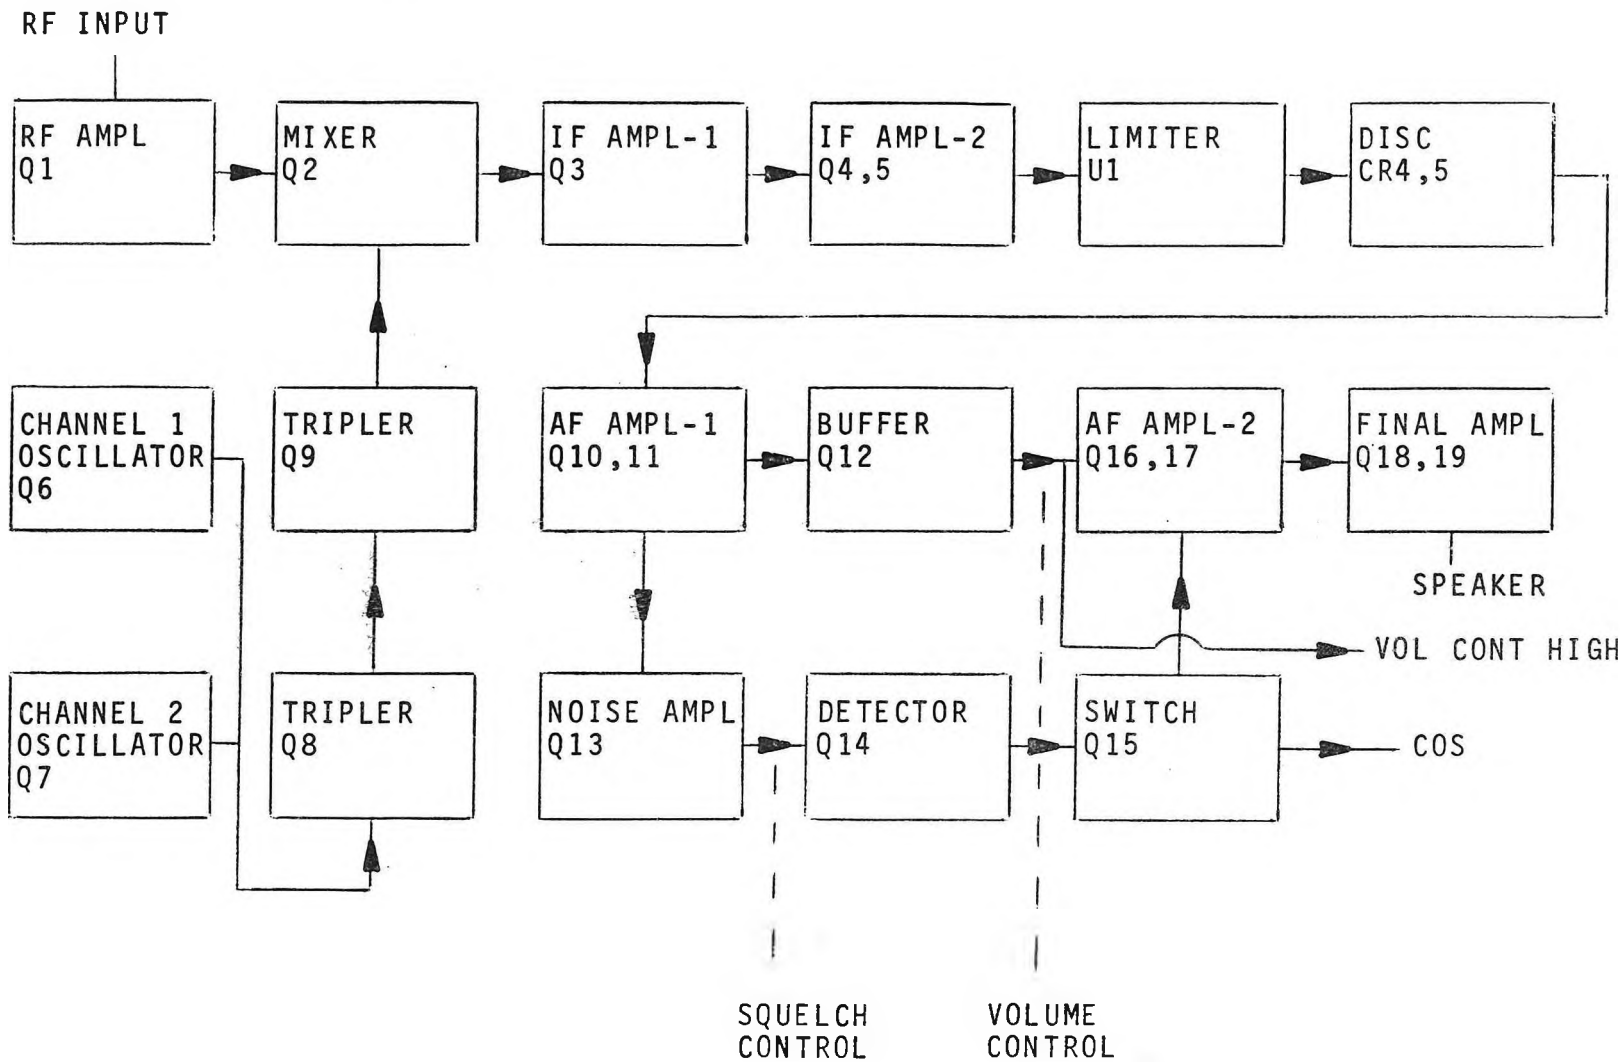 RF INPUT
RF AMPL
Q1
MIXER
Q2
IF AMPL-1
Q3
IF AMPL-2
Q4,5
LIMITER
U1
DISC
CR4,5
CHANNEL 1
OSCILLATOR
Q6
TRIPLER
Q9
AF AMPL-1
Q10,11
BUFFER
Q12
AF AMPL-2
Q16,17
FINAL AMPL
Q18,19
SPEAKER
VOL CONT HIGH
CHANNEL 2
OSCILLATOR
Q7
TRIPLER
Q8
NOISE AMPL
Q13
DETECTOR
Q14
SWITCH
Q15
COS
SQUELCH
CONTROL
VOLUME
CONTROL